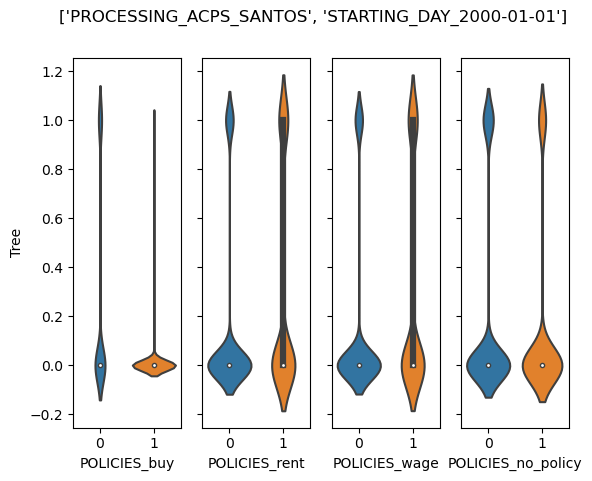 ['PROCESSING_ACPS_SANTOS', 'STARTING_DAY_2000-01-01']
1.2
1.0
0.8
0.6
0.4
0.2
0.0
−0.2
Tree
0 1 0 1 0 1 0 1
POLICIES_buy POLICIES_rent POLICIES_wage POLICIES_no_policy